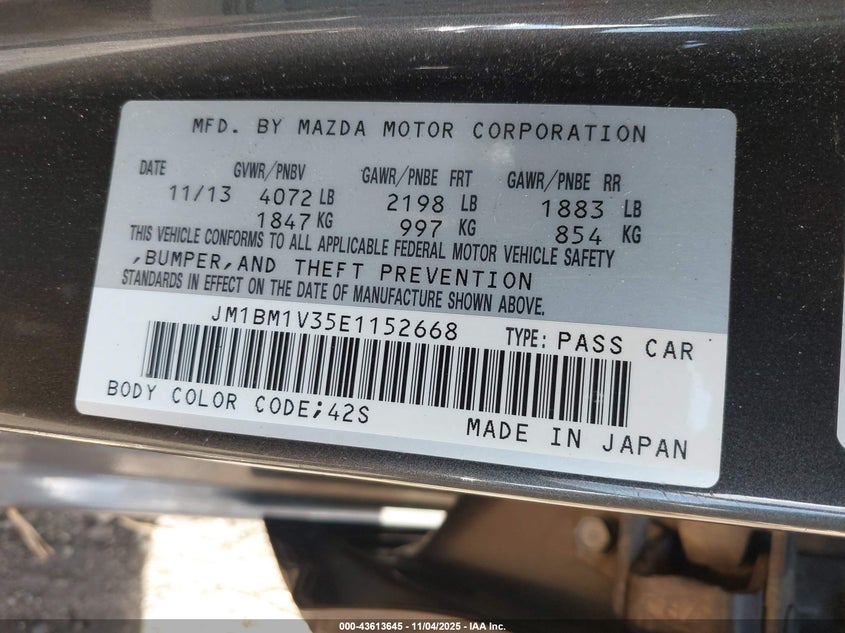 MFD. BY MAZDA MOTOR CORPORATION
DATE GVWR/PNBV GAWR/PNBE FRT GAWR/PNBE RR
11/13 4072 LB 2198 LB 1883 LB
1847 KG 997 KG 854 KG
THIS VEHICLE CONFORMS TO ALL APPLICABLE FEDERAL MOTOR VEHICLE SAFETY
,BUMPER,AND THEFT PREVENTION
STANDARDS IN EFFECT ON THE DATE OF MANUFACTURE SHOWN ABOVE.
JM1BM1V35E1152668 TYPE: PASS CAR
BODY COLOR CODE;42S
MADE IN JAPAN
000-43613645 - 11/04/2025 - IAA Inc.